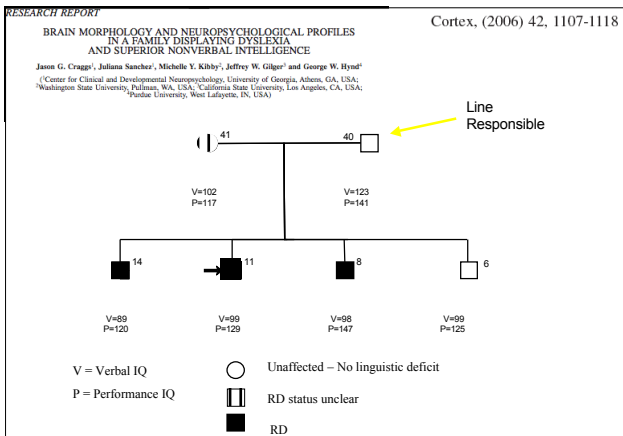 RESEARCH REPORT
Cortex, (2006) 42, 1107-1118
BRAIN MORPHOLOGY AND NEUROPSYCHOLOGICAL PROFILES
IN A FAMILY DISPLAYING DYSLEXIA
AND SUPERIOR NONVERBAL INTELLIGENCE
Jason G. Craggs¹, Juliana Sanchez¹, Michelle Y. Kibby², Jeffrey W. Gilger³ and George W. Hynd⁴
(¹Center for Clinical and Developmental Neuropsychology, University of Georgia, Athens, GA, USA;
²Washington State University, Pullman, WA, USA; ³California State University, Los Angeles, CA, USA;
⁴Purdue University, West Lafayette, IN, USA)
Line
Responsible
41
40
V=102
P=117
V=123
P=141
14
11
8
6
V=89
P=120
V=99
P=129
V=98
P=147
V=99
P=125
V = Verbal IQ
P = Performance IQ
Unaffected – No linguistic deficit
RD status unclear
RD